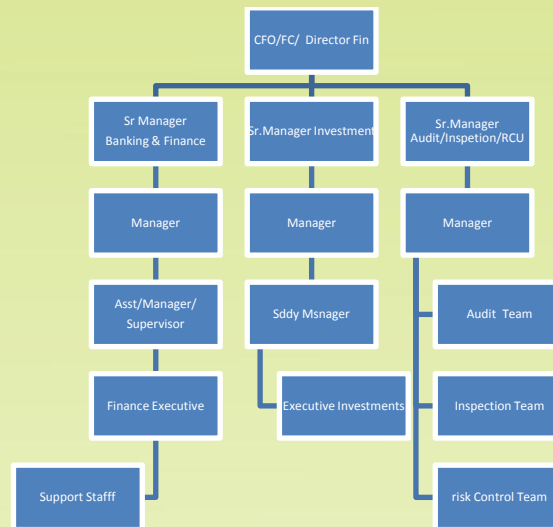 CFO/FC/ Director Fin
Sr Manager
Banking & Finance
Sr.Manager Investment
Sr.Manager
Audit/Inspetion/RCU
Manager
Manager
Manager
Asst/Manager/
Supervisor
Sddy Msnager
Audit Team
Finance Executive
Executive Investments
Inspection Team
Support Stafff
risk Control Team